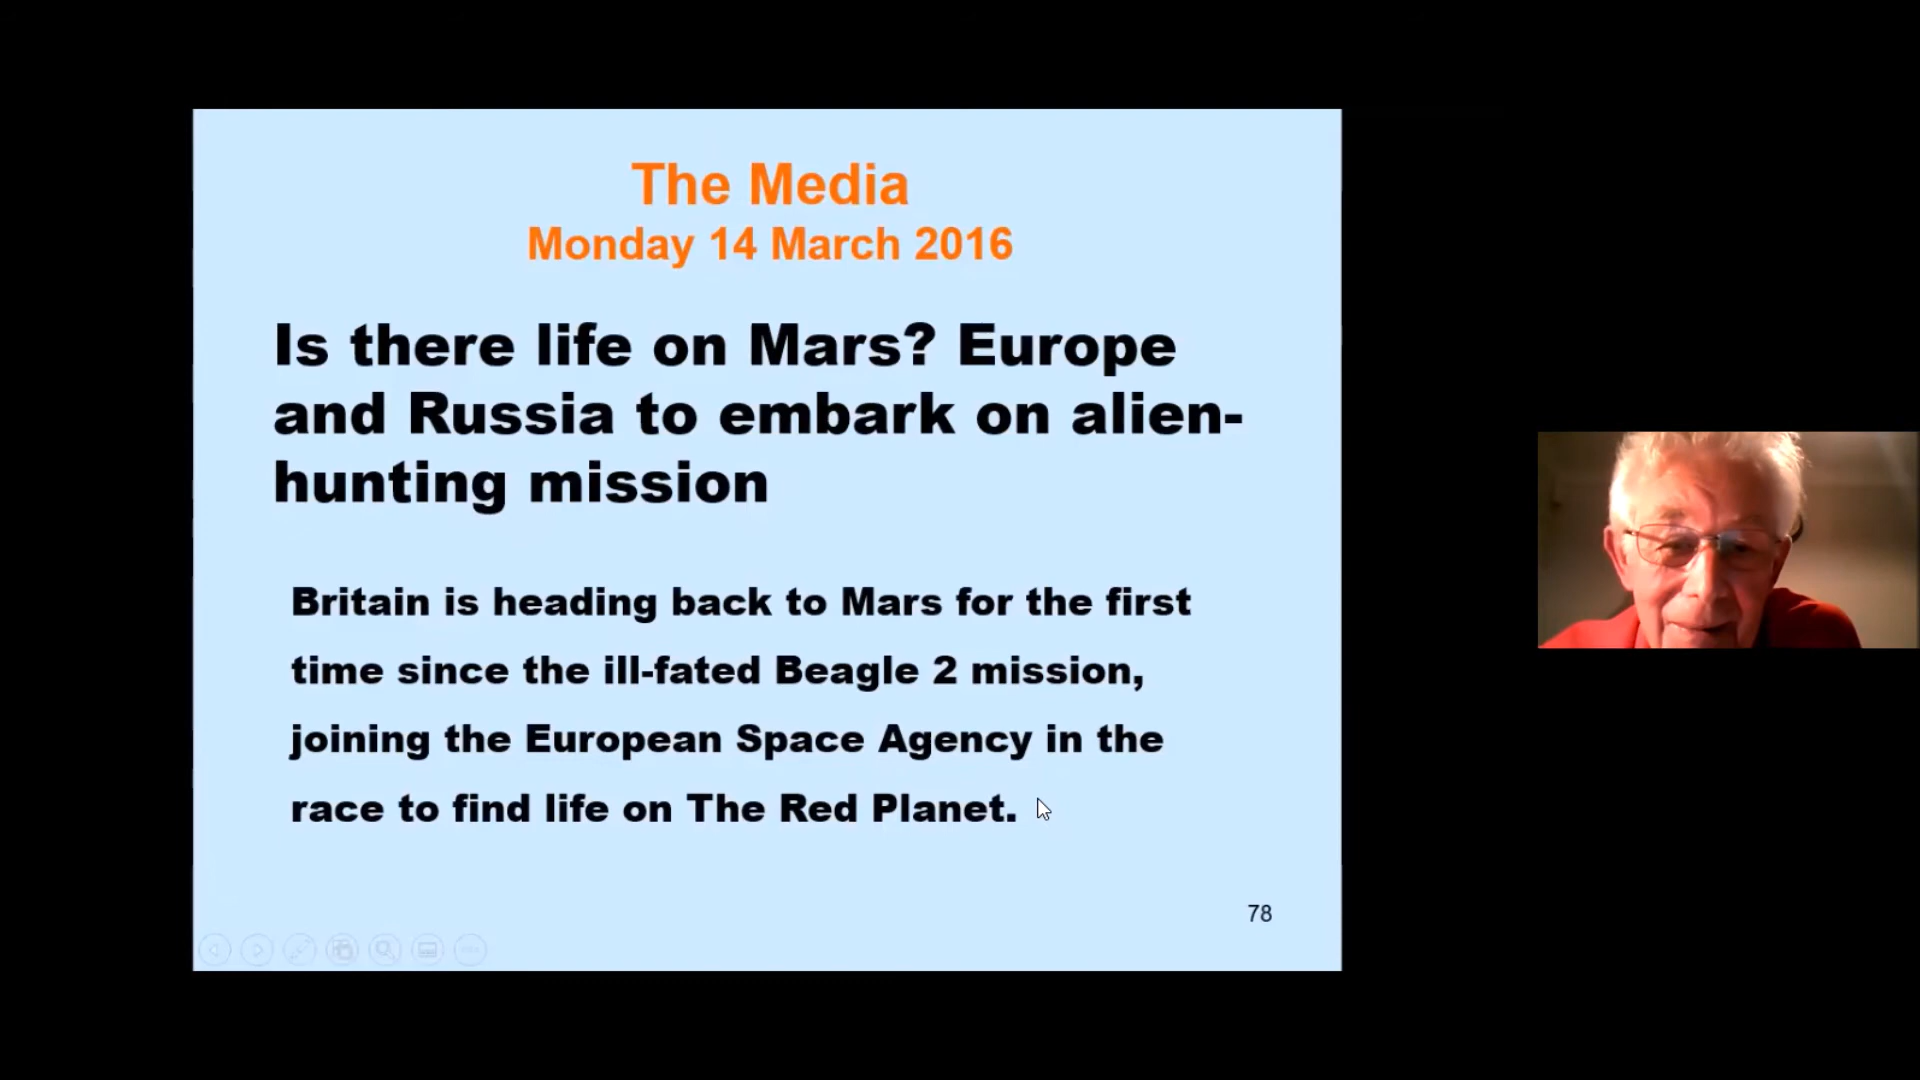 The Media
Monday 14 March 2016
Is there life on Mars? Europe
and Russia to embark on alien-
hunting mission
Britain is heading back to Mars for the first
time since the ill-fated Beagle 2 mission,
joining the European Space Agency in the
race to find life on The Red Planet.
78